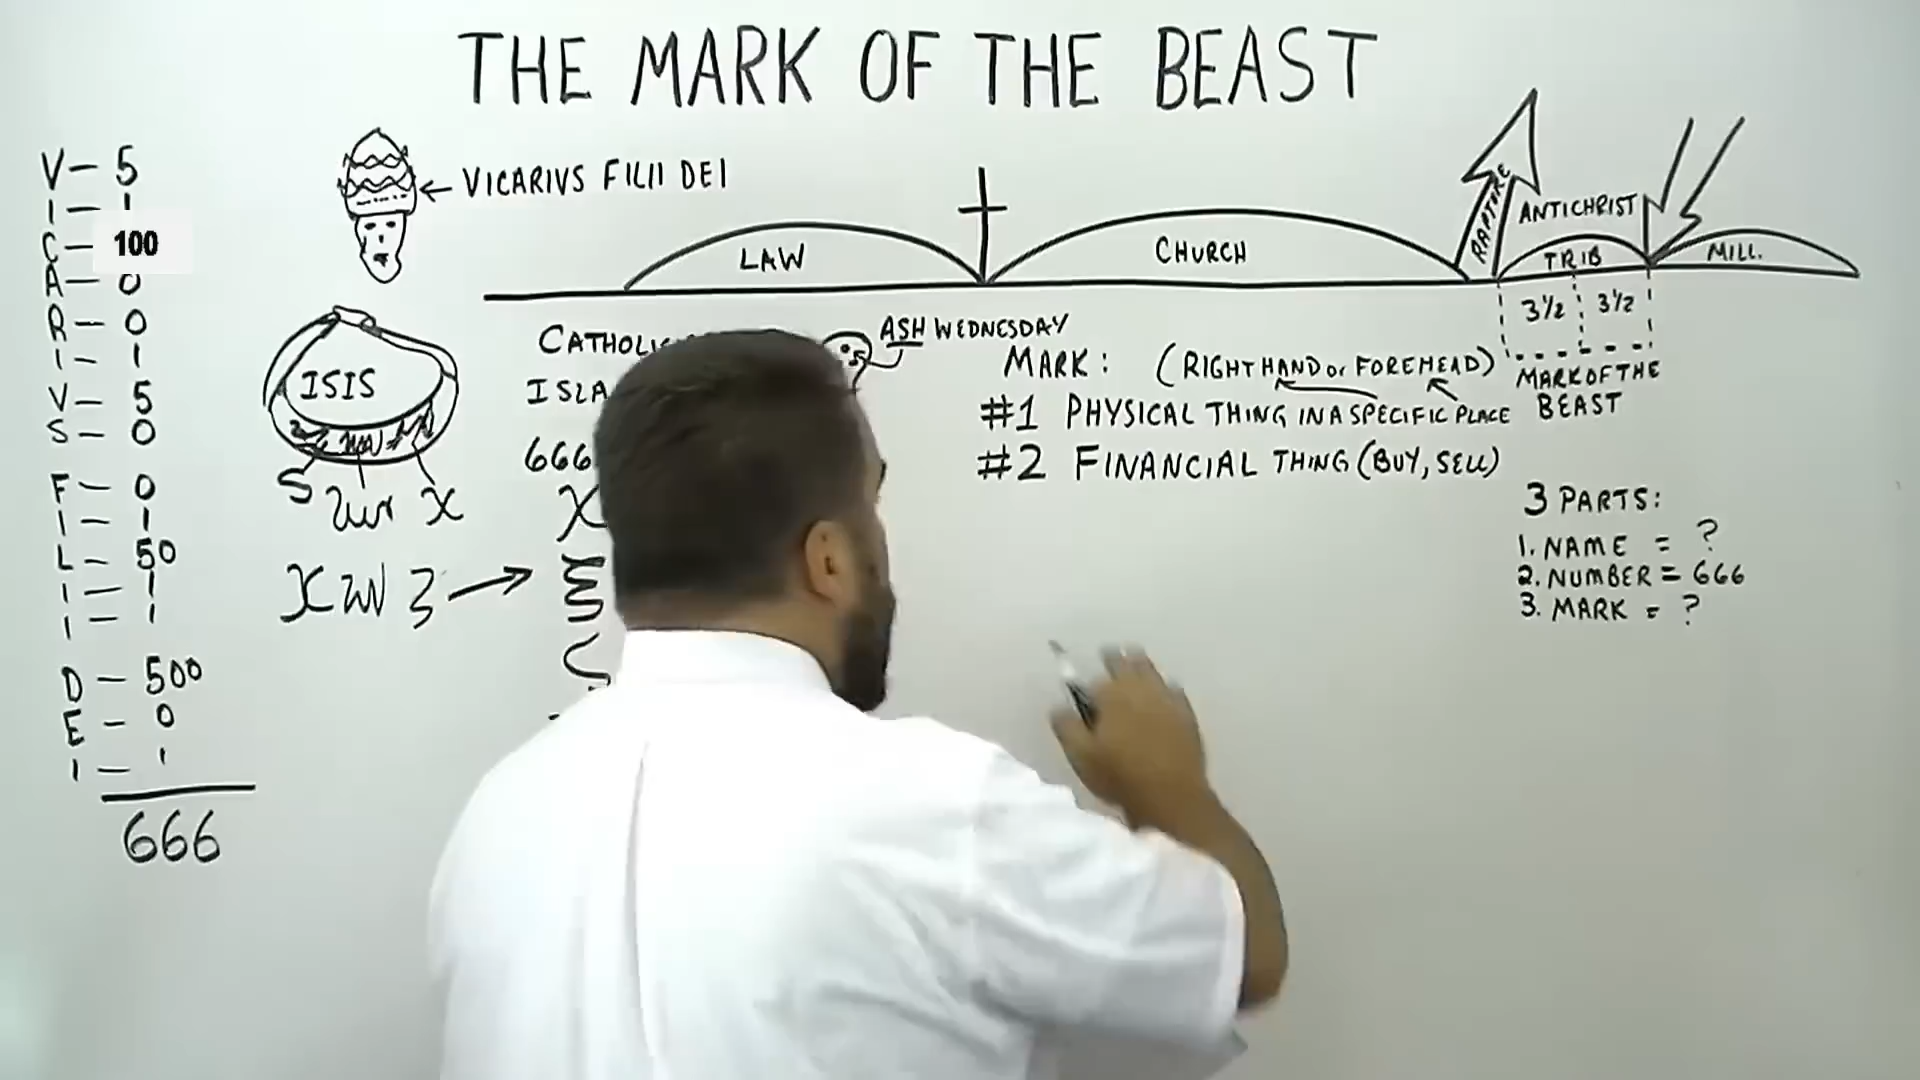 THE MARK OF THE BEAST
V — 5
I — 1
C — 100
A — 0
R — 0
I — 1
V — 5
S — 0
F — 0
I — 1
L — 50
I — 1
I — 1
D — 500
E — 0
I — 1
666
VICARIVS FILII DEI
ISIS
LAW
CHURCH
RAPTURE
ANTICHRIST
TRIB
MILL.
3½
3½
MARK OF THE
BEAST
ASH WEDNESDAY
666
MARK: (RIGHT HAND or FOREHEAD)
#1 PHYSICAL THING IN A SPECIFIC PLACE
#2 FINANCIAL THING (BUY, SELL)
3 PARTS:
1. NAME = ?
2. NUMBER = 666
3. MARK = ?